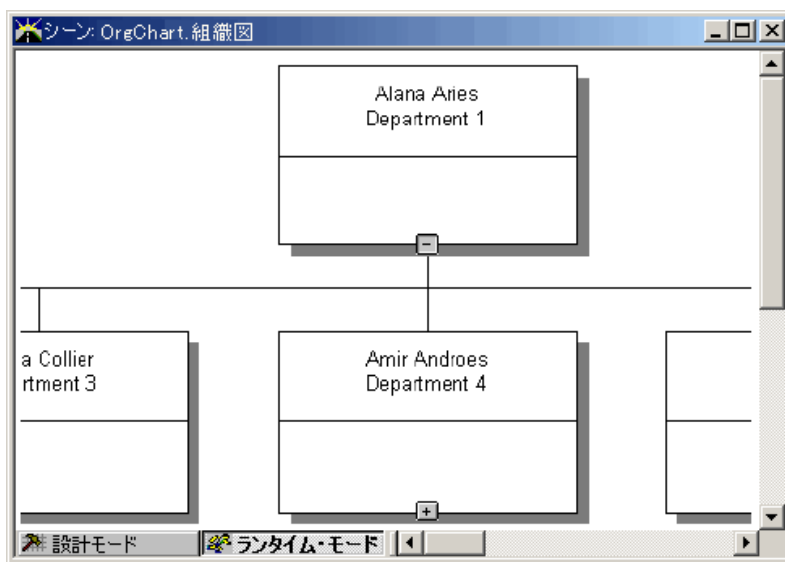 シーン: OrgChart.組織図
Alana Aries
Department 1
a Collier
rtment 3
Amir Androes
Department 4
設計モード
ランタイム・モード